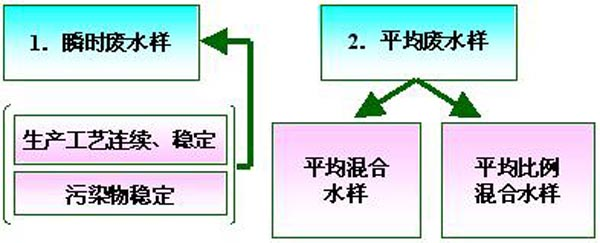 1．瞬时废水样
2．平均废水样
生产工艺连续、稳定
污染物稳定
平均混合
水样
平均比例
混合水样